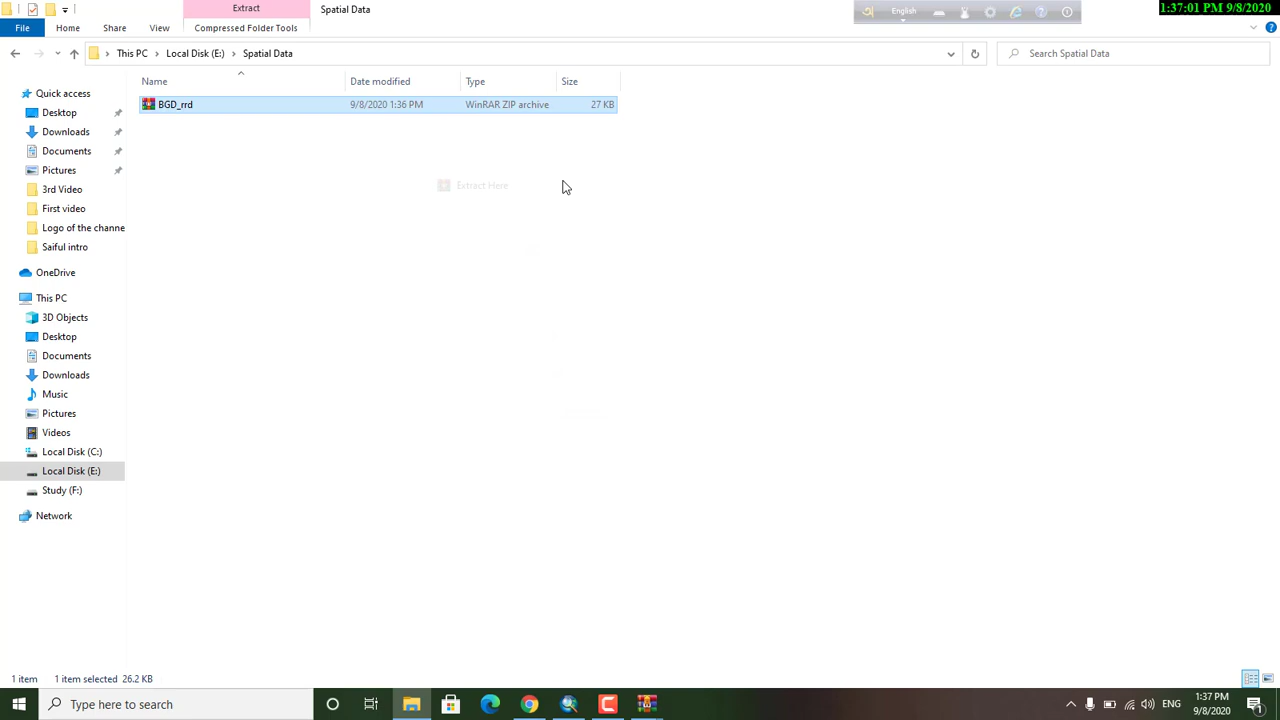 Extract
Spatial Data
অ English
1:37:01 PM 9/8/2020
File Home Share View Compressed Folder Tools
This PC Local Disk (E:) Spatial Data
Search Spatial Data
Name Date modified Type Size
BGD_rrd 9/8/2020 1:36 PM WinRAR ZIP archive 27 KB
Extract Here
Quick access
Desktop
Downloads
Documents
Pictures
3rd Video
First video
Logo of the channe
Saiful intro
OneDrive
This PC
3D Objects
Desktop
Documents
Downloads
Music
Pictures
Videos
Local Disk (C:)
Local Disk (E:)
Study (F:)
Network
1 item 1 item selected 26.2 KB
Type here to search
ENG
1:37 PM
9/8/2020
1